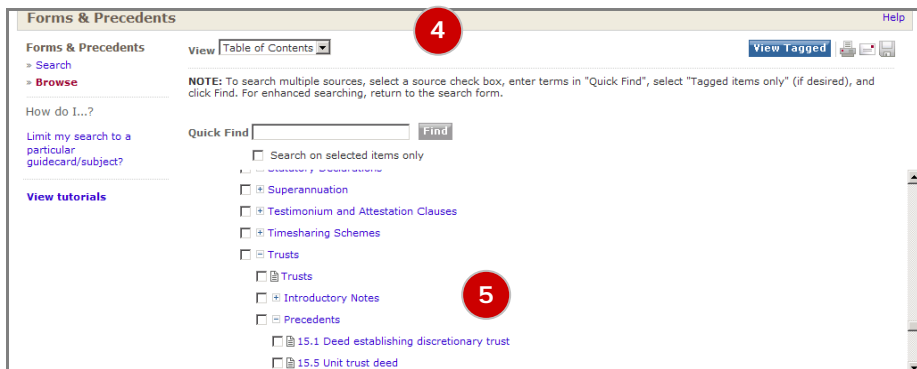 Forms & Precedents
Help
4
Forms & Precedents
» Search
» Browse
How do I...?
Limit my search to a
particular
guidecard/subject?
View tutorials
View Table of Contents
View Tagged
NOTE: To search multiple sources, select a source check box, enter terms in "Quick Find", select "Tagged items only" (if desired), and
click Find. For enhanced searching, return to the search form.
Quick Find Find
Search on selected items only
Statutory Declarations
Superannuation
Testimonium and Attestation Clauses
Timesharing Schemes
Trusts
Trusts
Introductory Notes
5
Precedents
15.1 Deed establishing discretionary trust
15.5 Unit trust deed